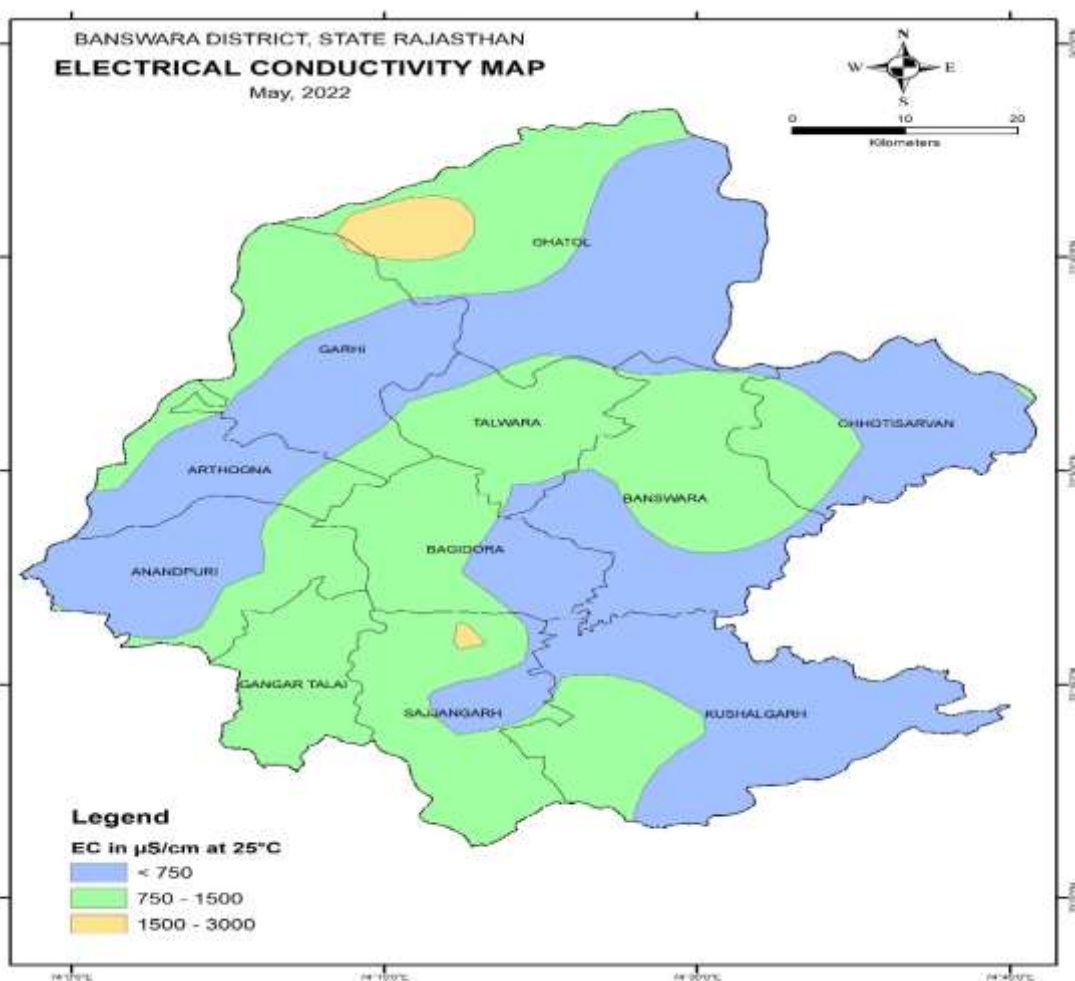 BANSWARA DISTRICT, STATE RAJASTHAN
ELECTRICAL CONDUCTIVITY MAP
May, 2022
N
W E
S
0 10 20
Kilometers
GHATOL
GARHI
TALWARA
CHHOTISARVAN
ARTHOONA
BANSWARA
BAGIDORA
ANANDPURI
GANGAR TALAI
SAJJANGARH
KUSHALGARH
Legend
EC in µS/cm at 25°C
< 750
750 - 1500
1500 - 3000